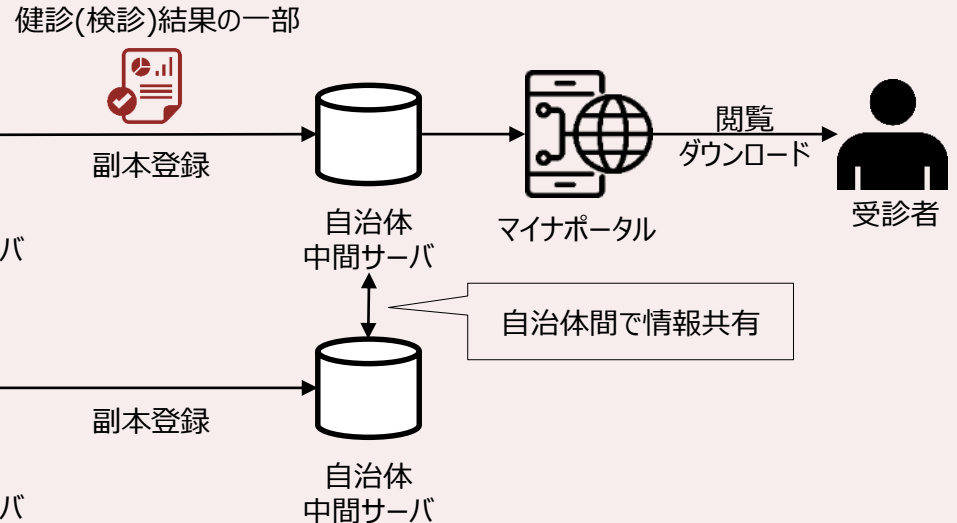 健診(検診)結果の一部
副本登録
閲覧
ダウンロード
受診者
マイナポータル
自治体
中間サーバ
バ
自治体間で情報共有
副本登録
自治体
中間サーバ
バ